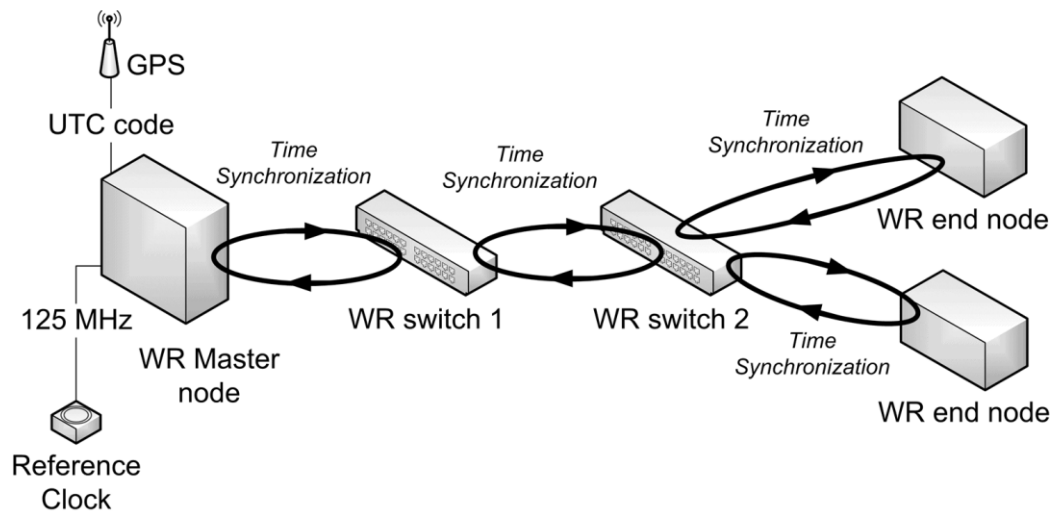 GPS
UTC code
Time
Synchronization
Time
Synchronization
Time
Synchronization
WR end node
125 MHz
WR Master
node
WR switch 1
WR switch 2
Time
Synchronization
WR end node
Reference
Clock